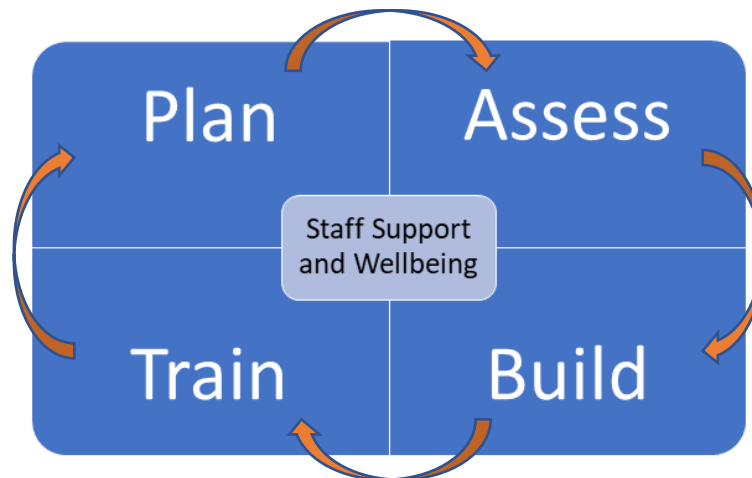 Plan
Assess
Staff Support
and Wellbeing
Train
Build